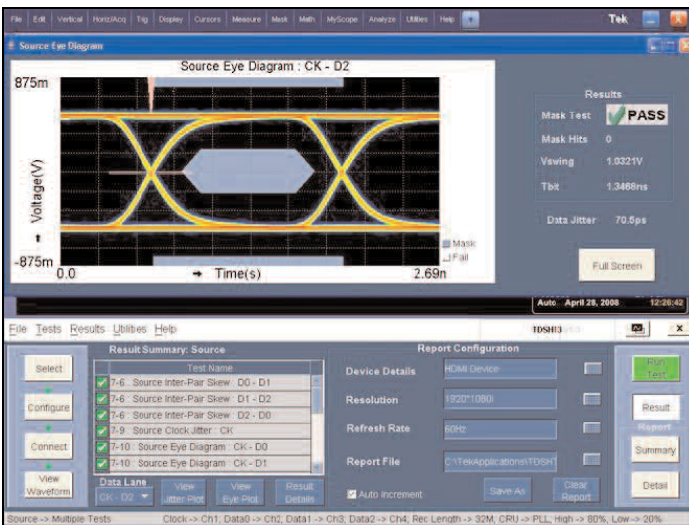 File Edit Vertical Horiz/Acq Trig Display Cursors Measure Mask Math MyScope Analyze Utilities Help Tek
Source Eye Diagram
Source Eye Diagram : CK - D2
875m
Voltage(V)
-875m
0.0
Time(s)
2.69n
Mask
Fail
Results
Mask Test PASS
Mask Hits 0
Vswing 1.0321V
Tbit 1.3468ns
Data Jitter 70.5ps
Full Screen
Auto April 28, 2008 12:26:42
File Tests Results Utilities Help TDSHT3 X
Select
Configure
Connect
View Waveform
Result Summary: Source
Test Name
7-6 : Source Inter-Pair Skew : D0 - D1
7-6 : Source Inter-Pair Skew : D1 - D2
7-6 : Source Inter-Pair Skew : D2 - D0
7-9 : Source Clock Jitter : CK
7-10 : Source Eye Diagram : CK - D0
7-10 : Source Eye Diagram : CK - D1
Data Lane
CK - D2
View Jitter Plot
View Eye Plot
Result Details
Report Configuration
Device Details HDMI Device
Resolution 1920*1080i
Refresh Rate 60Hz
Report File C:\TekApplications\TDSHT
Auto Increment
Save As
Clear Report
Run Test
Result
Report
Summary
Detail
Source -> Multiple Tests Clock -> Ch1, Data0 -> Ch2, Data1 -> Ch3, Data2 -> Ch4, Rec Length -> 32M, CRU -> PLL, High -> 80%, Low-> 20%